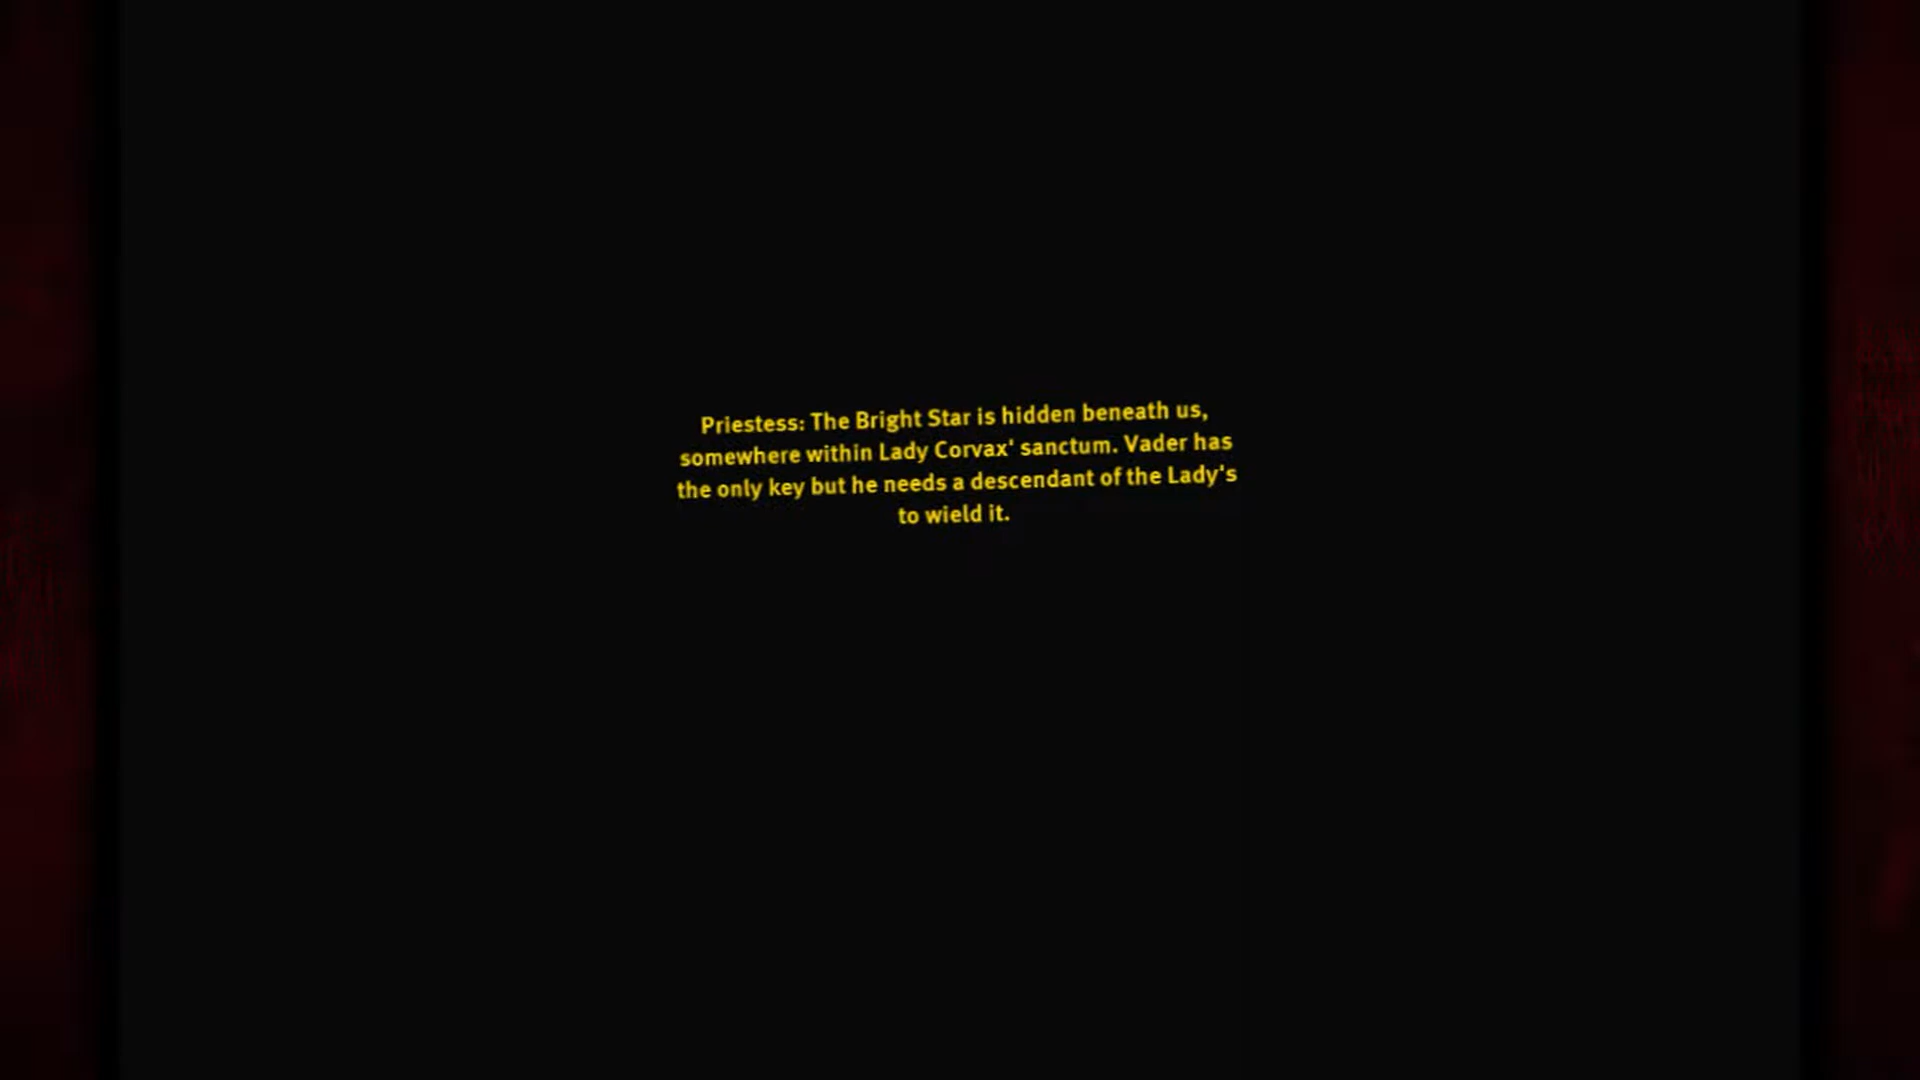 Priestess: The Bright Star is hidden beneath us,
somewhere within Lady Corvax' sanctum. Vader has
the only key but he needs a descendant of the Lady's
to wield it.